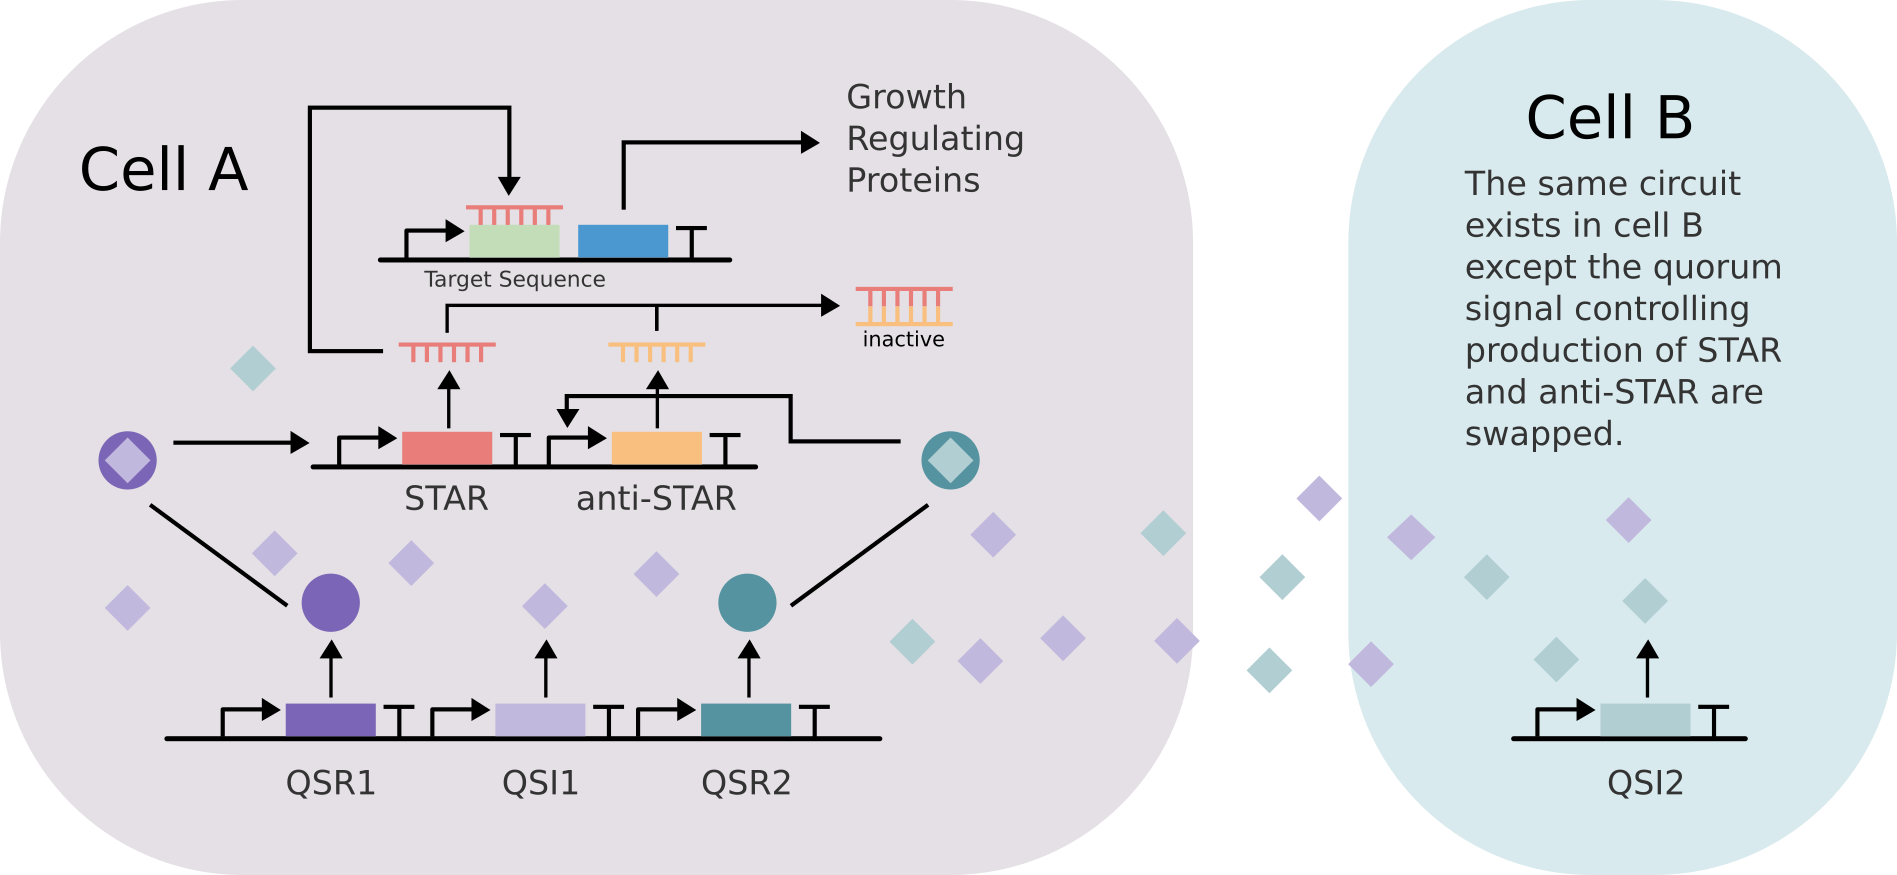 Cell A
Growth
Regulating
Proteins
Target Sequence
inactive
STAR
anti-STAR
QSR1
QSI1
QSR2
Cell B
The same circuit
exists in cell B
except the quorum
signal controlling
production of STAR
and anti-STAR are
swapped.
QSI2